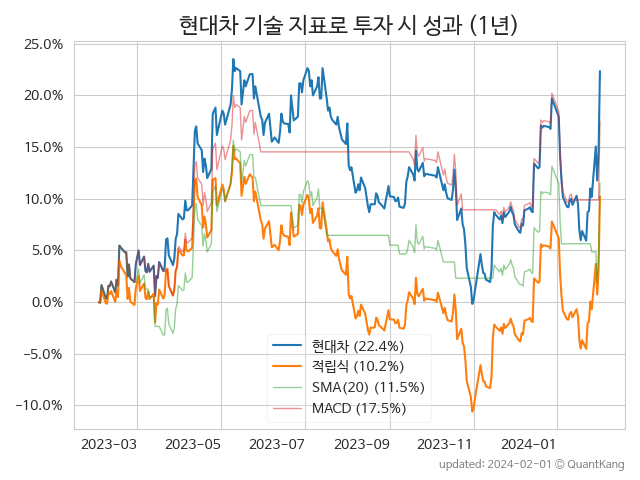 현대차 기술 지표로 투자 시 성과 (1년)
25.0%
20.0%
15.0%
10.0%
5.0%
0.0%
−5.0%
−10.0%
현대차 (22.4%)
적립식 (10.2%)
SMA(20) (11.5%)
MACD (17.5%)
2023-03 2023-05 2023-07 2023-09 2023-11 2024-01
updated: 2024-02-01 © QuantKang